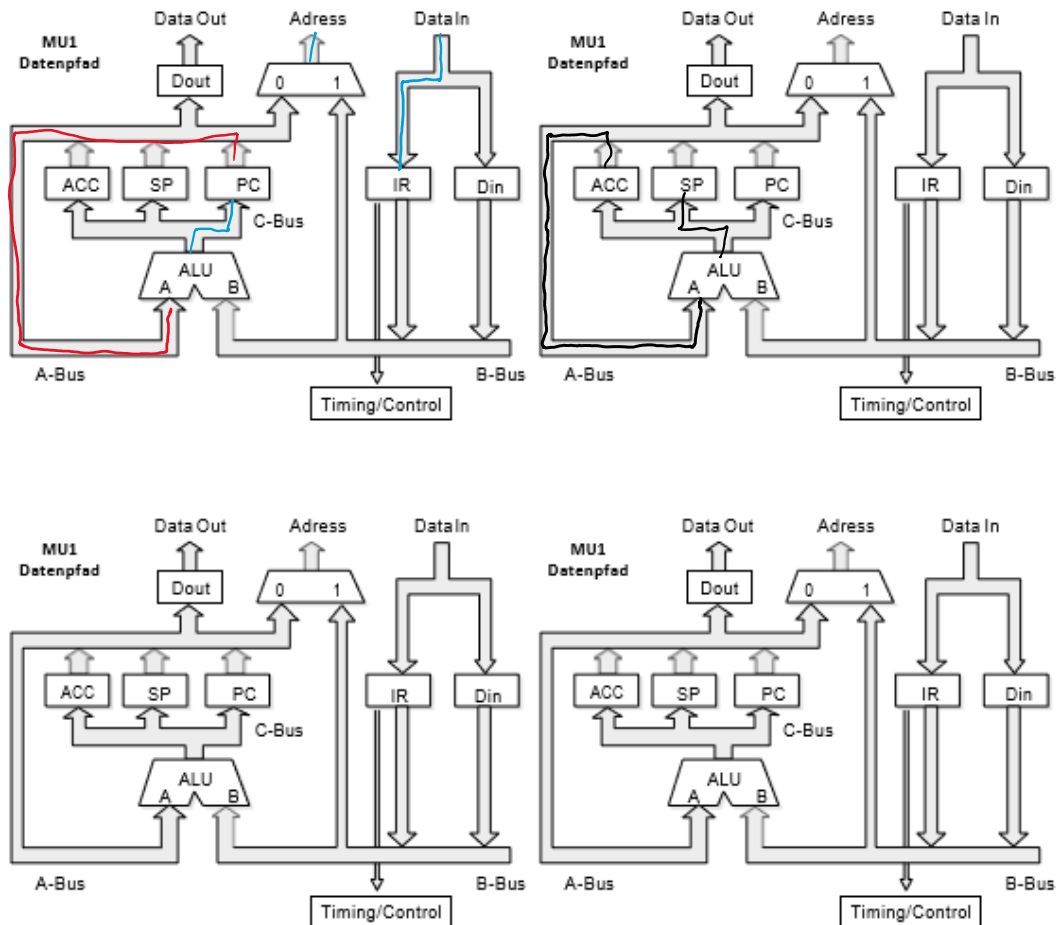 Data Out Adress Data In
MU1
Datenpfad
Dout
0 1
ACC SP PC IR Din
C-Bus
ALU
A B
A-Bus B-Bus
Timing/Control
Data Out Adress Data In
MU1
Datenpfad
Dout
0 1
ACC SP PC IR Din
C-Bus
ALU
A B
A-Bus B-Bus
Timing/Control
Data Out Adress Data In
MU1
Datenpfad
Dout
0 1
ACC SP PC IR Din
C-Bus
ALU
A B
A-Bus B-Bus
Timing/Control
Data Out Adress Data In
MU1
Datenpfad
Dout
0 1
ACC SP PC IR Din
C-Bus
ALU
A B
A-Bus B-Bus
Timing/Control